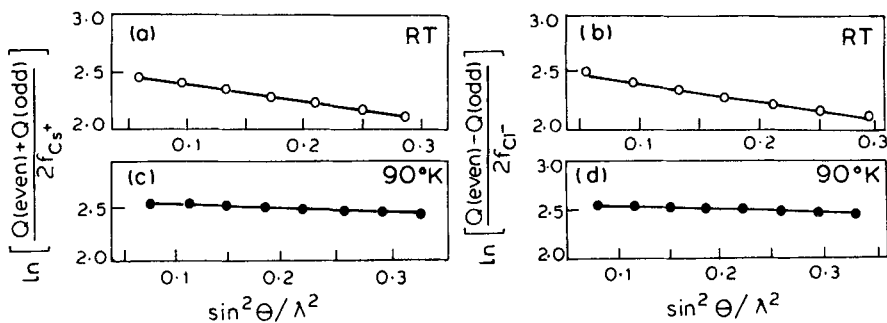 ln [ Q(even)+Q(odd) / 2fCs+ ]
(a) RT
3.0
2.5
2.0
0.1 0.2 0.3
(c) 90°K
2.5
2.0
0.1 0.2 0.3
sin²Θ/λ²
ln [ Q(even)-Q(odd) / 2fCl- ]
(b) RT
3.0
2.5
2.0
0.1 0.2 0.3
(d) 90°K
3.0
2.5
2.0
0.1 0.2 0.3
sin²Θ/λ²